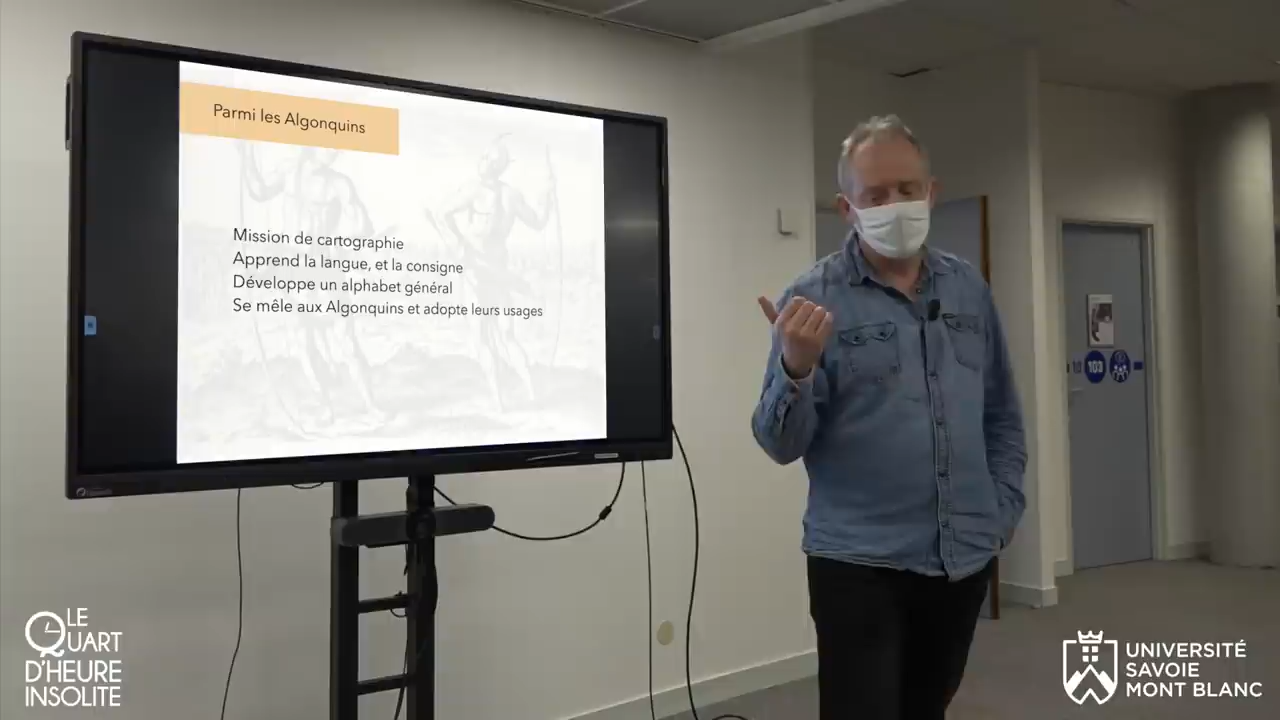 Parmi les Algonquins
Mission de cartographie
Apprend la langue, et la consigne
Développe un alphabet général
Se mêle aux Algonquins et adopte leurs usages
103
LE
QUART
D'HEURE
INSOLITE
UNIVERSITÉ
SAVOIE
MONT BLANC